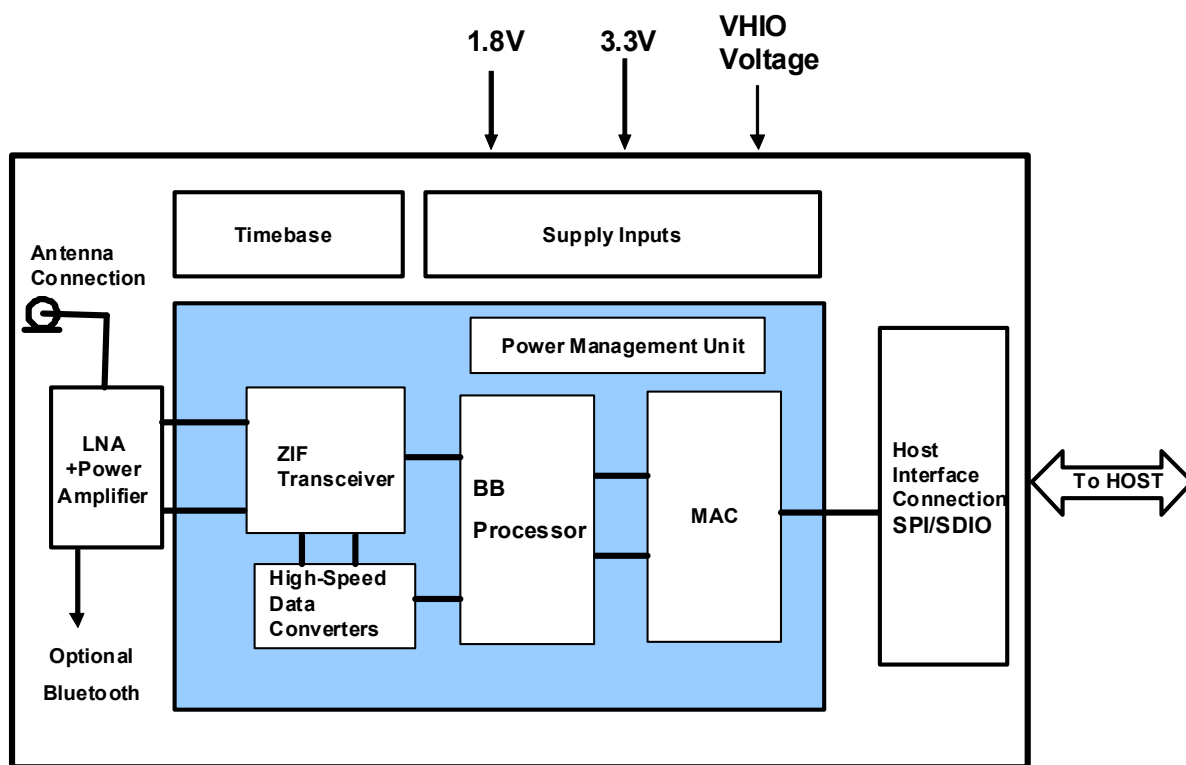 1.8V
3.3V
VHIO
Voltage
Timebase
Supply Inputs
Antenna
Connection
Power Management Unit
LNA
+Power
Amplifier
ZIF
Transceiver
BB
Processor
MAC
Host
Interface
Connection
SPI/SDIO
To HOST
High-Speed
Data
Converters
Optional
Bluetooth